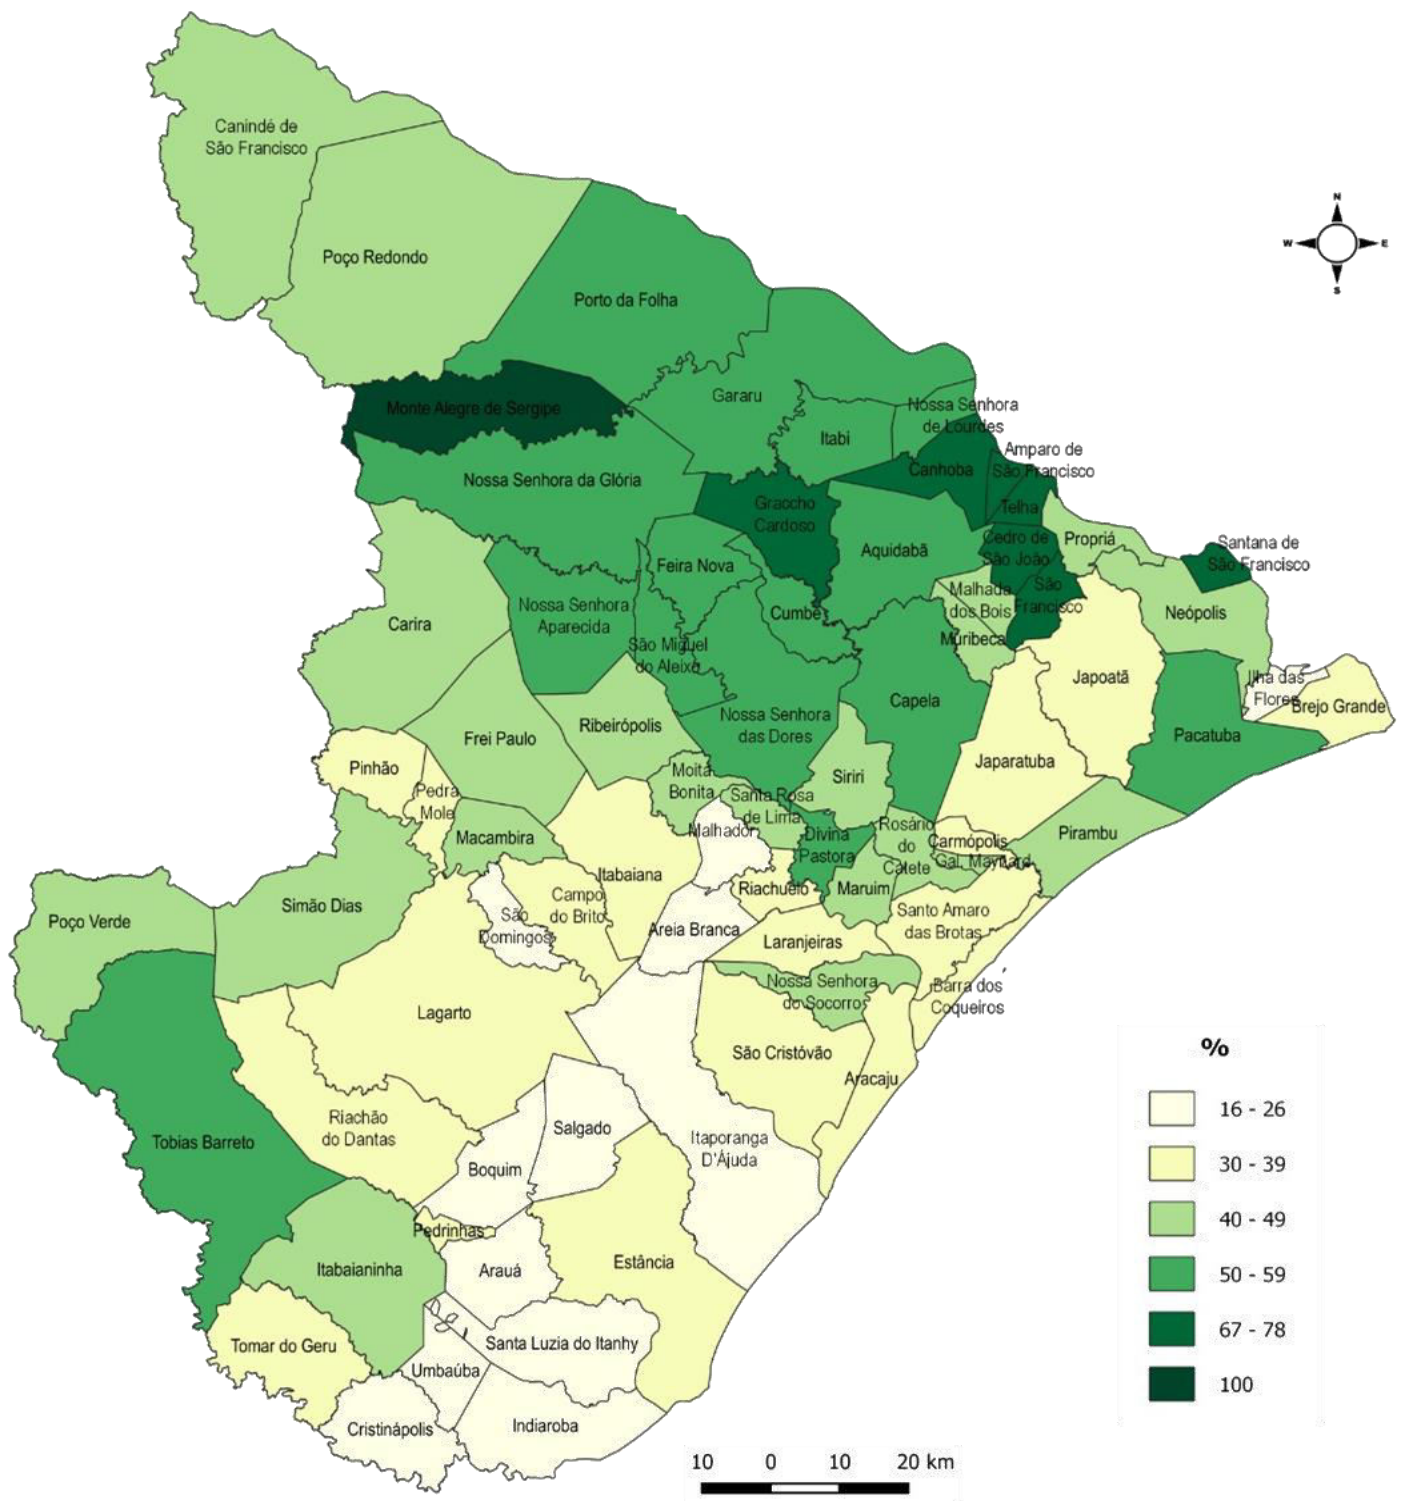 Canindé de
São Francisco
N
W
E
S
Poço Redondo
Porto da Folha
Monte Alegre de Sergipe
Gararu
Nossa Senhora
de Lourdes
Itabi
Amparo de
São Francisco
Canhoba
Nossa Senhora da Glória
Graccho
Cardoso
Telha
Aquidabã
Cedro de
São João
Propriá
Santana de
São Francisco
Feira Nova
Malhada
dos Bois
São
Francisco
Nossa Senhora
Aparecida
Cumbe
Neópolis
Carira
São Miguel
do Aleixo
Muribeca
Japoatã
Ilha das
Flores
Brejo Grande
Capela
Nossa Senhora
das Dores
Ribeirópolis
Frei Paulo
Pacatuba
Pinhão
Japaratuba
Siriri
Moita
Bonita
Pedra
Mole
Santa Rosa
de Lima
Malhador
Macambira
Divina
Pastora
Rosário
do
Catete
Carmópolis
Pirambu
Gal. Maynard
Itabaiana
Riachuelo
Maruim
Campo
do Brito
Simão Dias
Poço Verde
São
Domingos
Areia Branca
Santo Amaro
das Brotas
Laranjeiras
Nossa Senhora
do Socorro
Barra dos
Coqueiros
Lagarto
São Cristóvão
Aracaju
Riachão
do Dantas
Tobias Barreto
Salgado
Itaporanga
D'Ájuda
Boquim
Pedrinhas
Estância
Arauá
Itabaianinha
Tomar do Geru
Santa Luzia do Itanhy
Umbaúba
Cristinápolis
Indiaroba
%
16 - 26
30 - 39
40 - 49
50 - 59
67 - 78
100
10 0 10 20 km